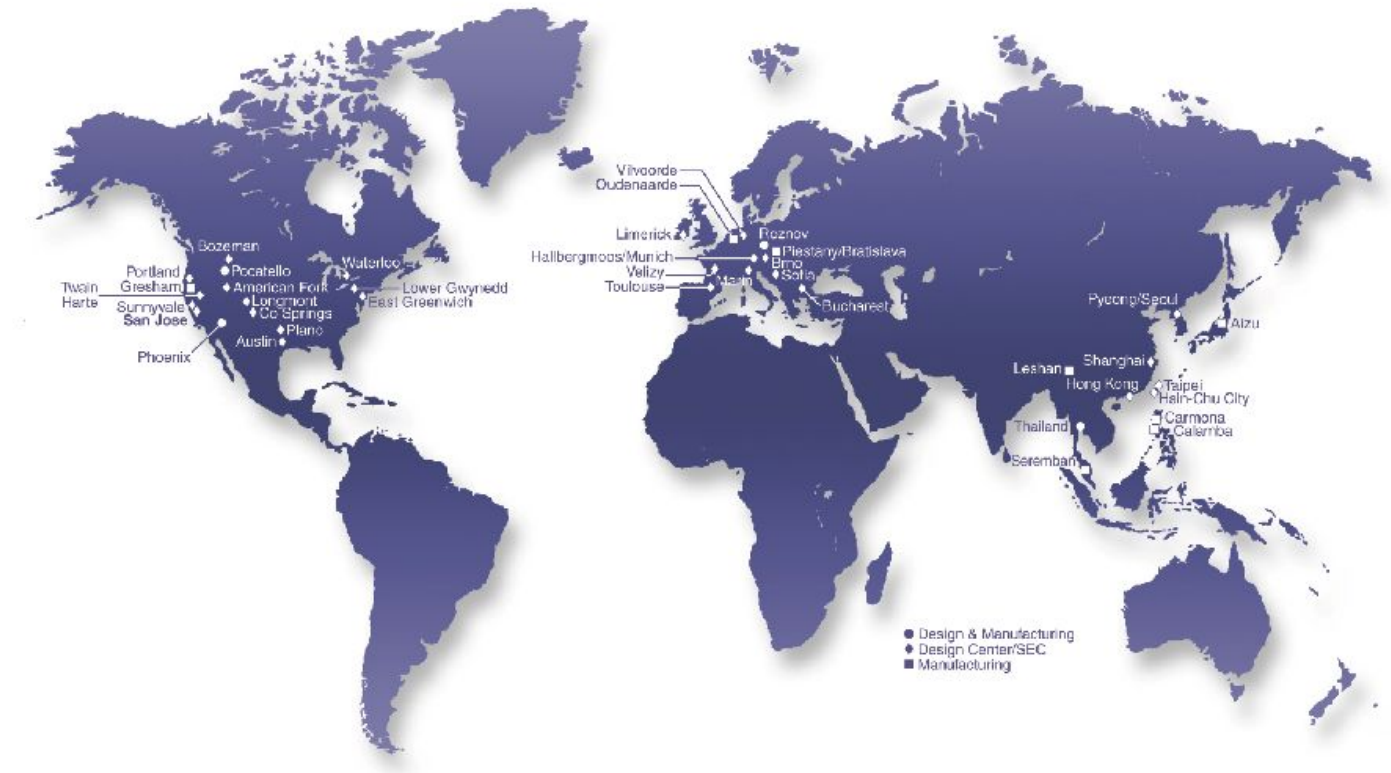 Bozeman
Portland
Gresham
Twain
Harte
Sunnyvale
San Jose
Phoenix
Pocatello
American Fork
Longmont
Co Springs
Plano
Austin
Waterloo
Lower Gwynedd
East Greenwich
Vilvoorde
Oudenaarde
Limerick
Hallbergmoos/Munich
Velizy
Toulouse
Roznov
Piestany/Bratislava
Brno
Sofia
Marin
Bucharest
Pyeong/Seoul
Aizu
Shanghai
Leshan
Hong Kong
Taipei
Hsin-Chu City
Carmona
Calamba
Thailand
Seremban
Design & Manufacturing
Design Center/SEC
Manufacturing